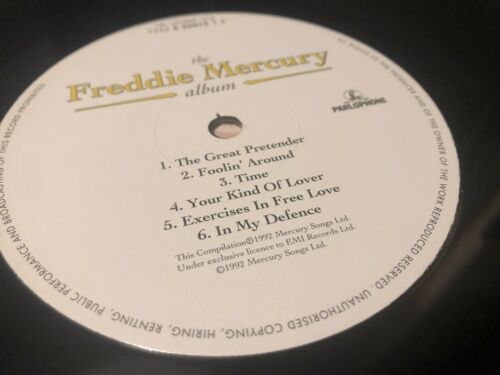 the
Freddie Mercury
album
PARLOPHONE
1. The Great Pretender
2. Foolin' Around
3. Time
4. Your Kind Of Lover
5. Exercises In Free Love
6. In My Defence
This Compilation℗1992 Mercury Songs Ltd.
Under exclusive licence to EMI Records Ltd.
©1992 Mercury Songs Ltd.
OF THE PRODUCER AND OF THE OWNER OF THE WORK REPRODUCED RESERVED. UNAUTHORISED COPYING, HIRING, RENTING, PUBLIC PERFORMANCE AND BROADCASTING OF THIS RECORD PROHIBITED